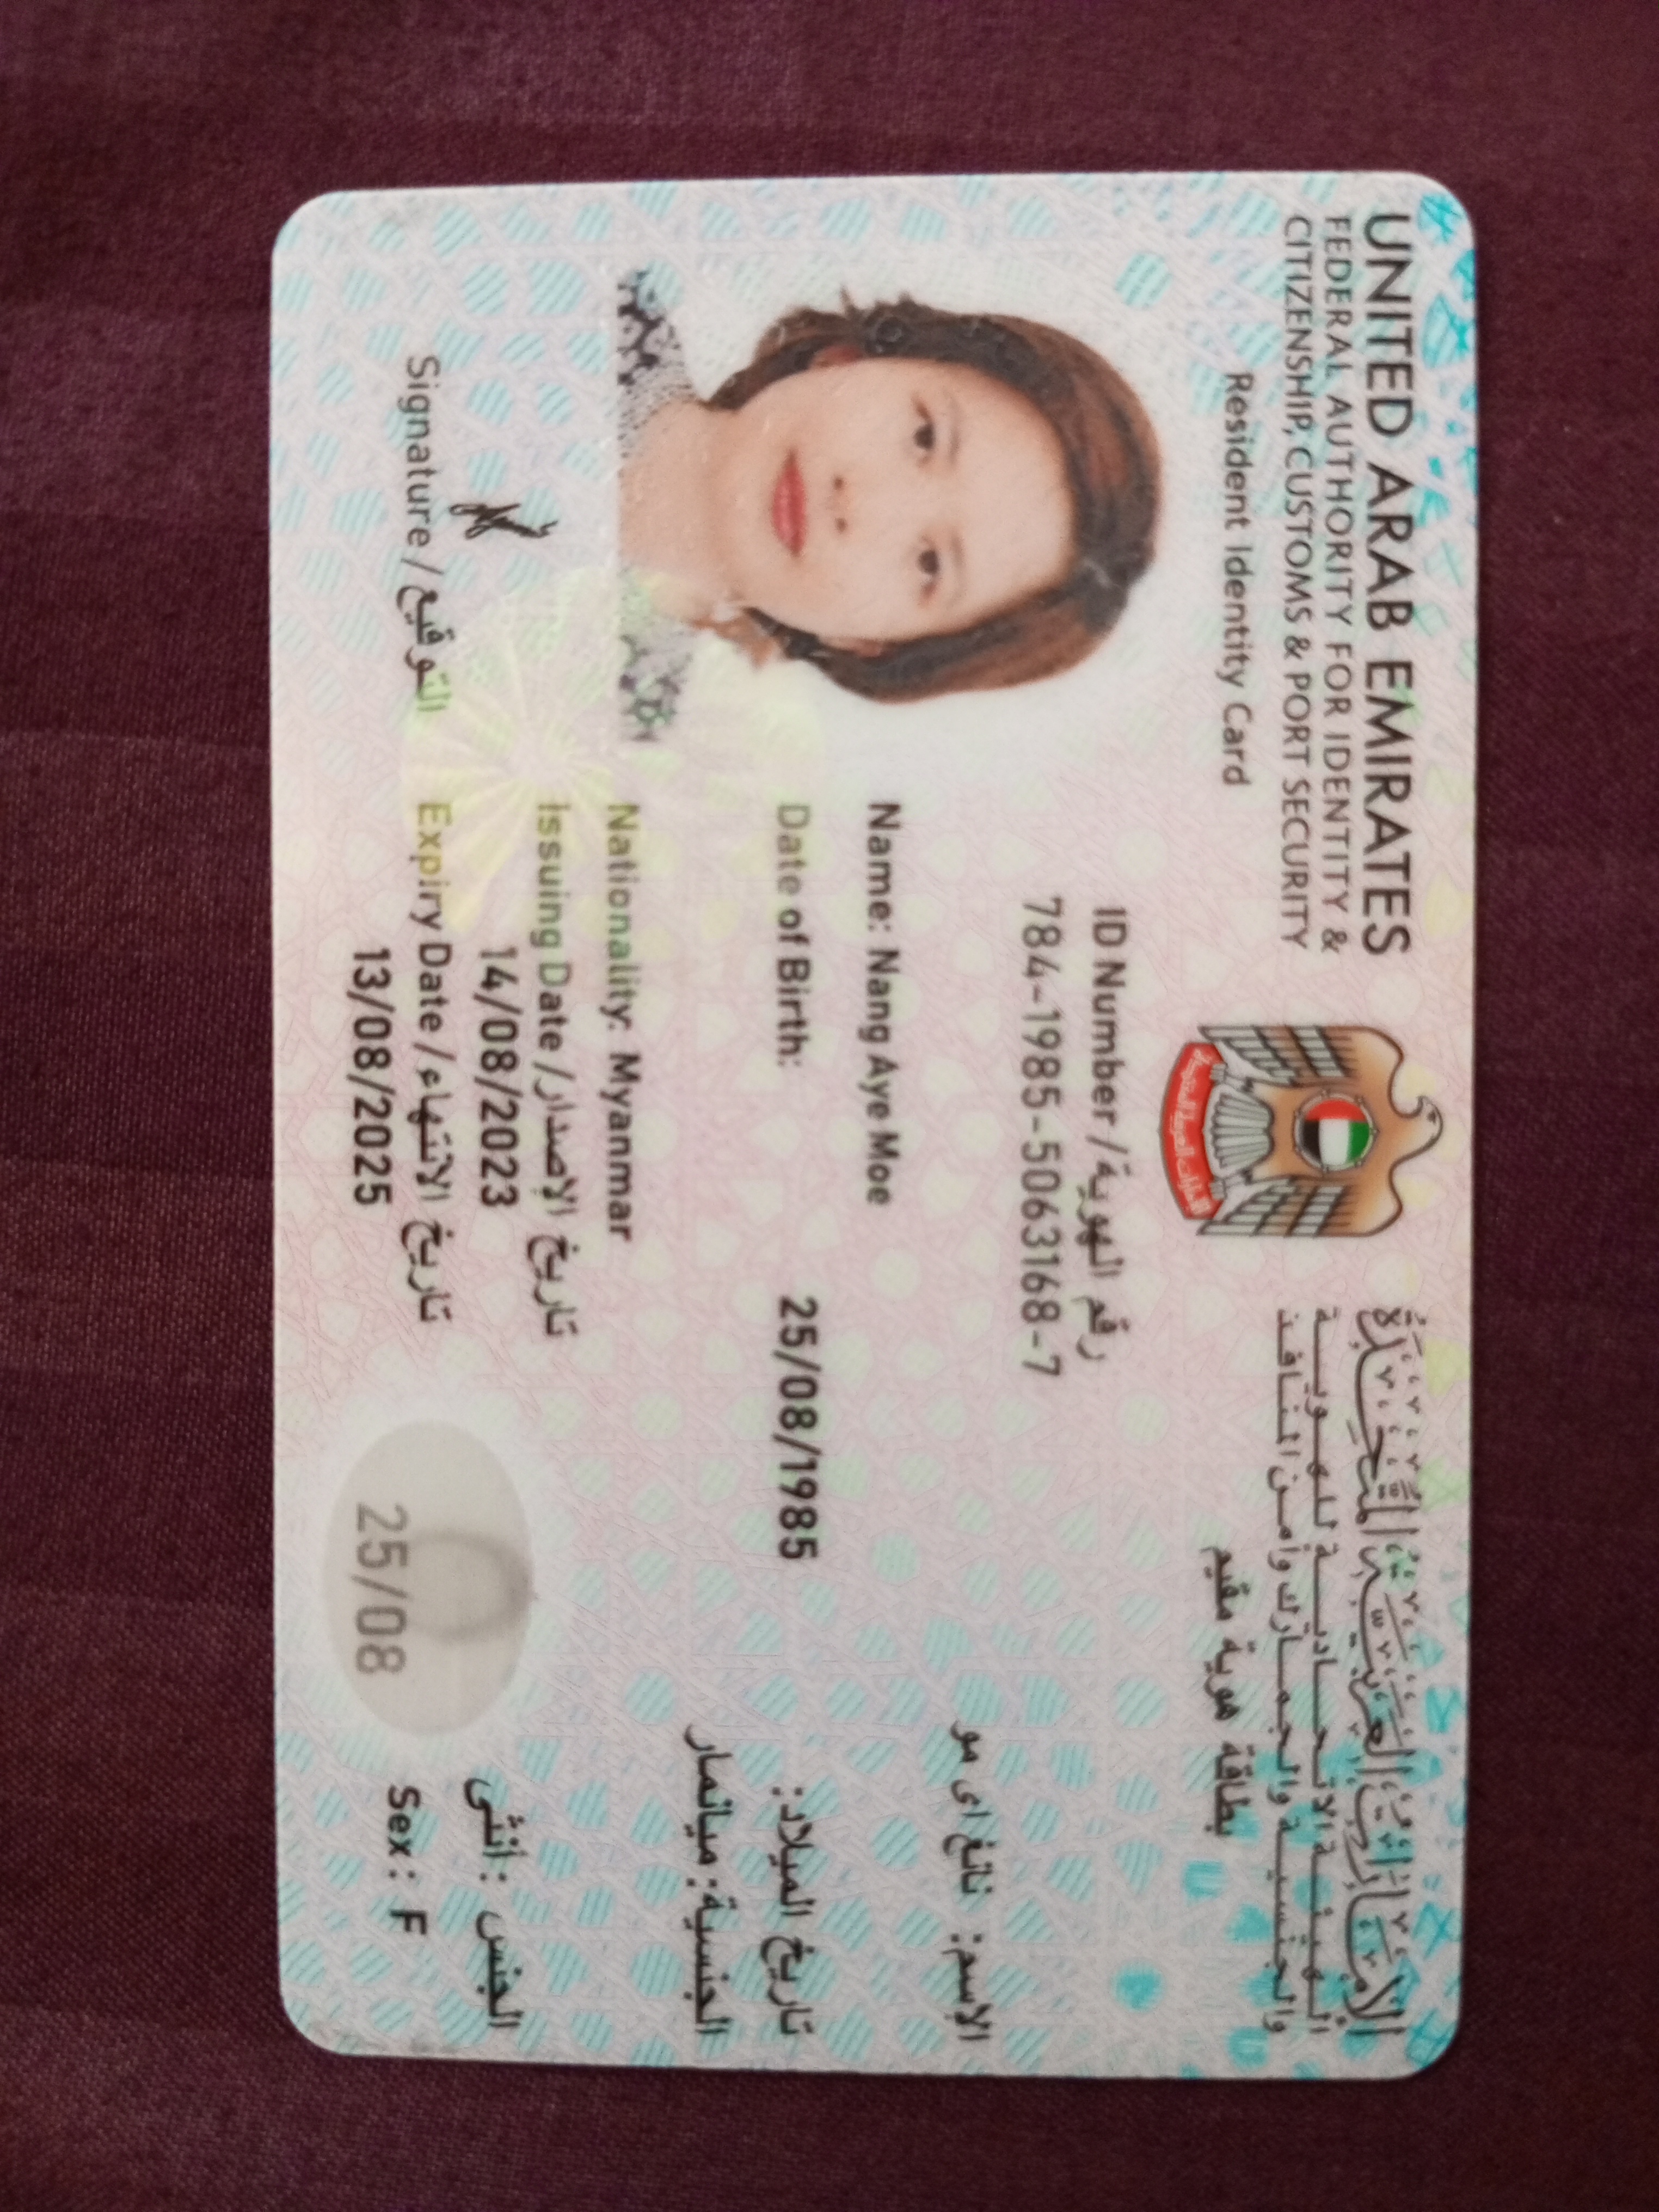 UNITED ARAB EMIRATES
FEDERAL AUTHORITY FOR IDENTITY &
CITIZENSHIP, CUSTOMS & PORT SECURITY
Resident Identity Card
الإمارات العربية المتحدة
الهيئة الاتحادية للهوية
والجنسية والجمارك وأمن المنافذ
بطاقة هوية مقيم
ID Number / رقم الهوية
784-1985-5063168-7
الإسم: نانغ اى مو
Name: Nang Aye Moe
Date of Birth: 25/08/1985 تاريخ الميلاد:
الجنسية: ميانمار
Nationality: Myanmar
Issuing Date / تاريخ الإصدار
14/08/2023
Expiry Date / تاريخ الانتهاء
13/08/2025
Signature / التوقيع
الجنس : أنثى
Sex: F
25/08